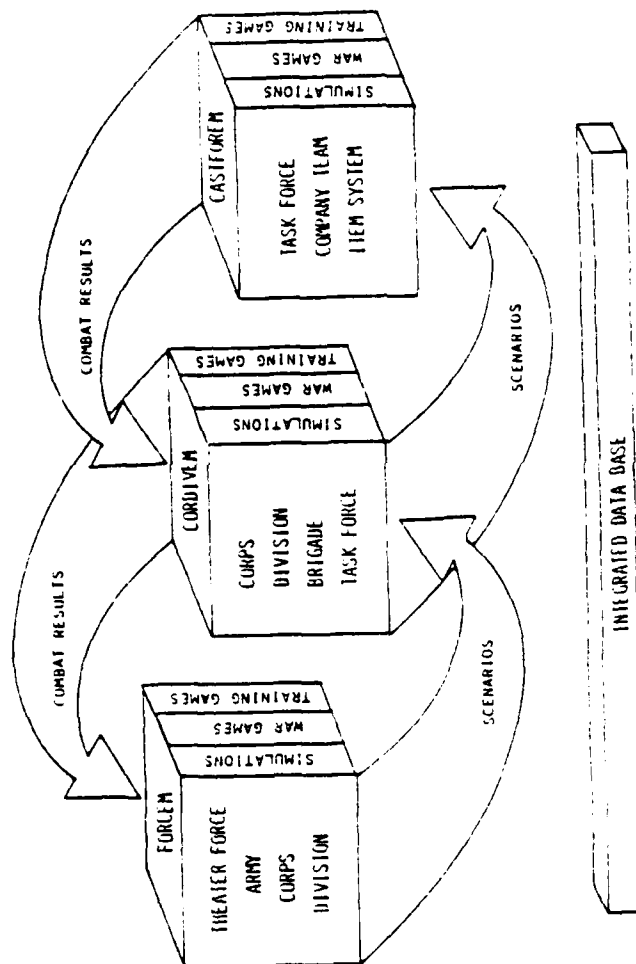 COMBAT RESULTS
COMBAT RESULTS
FORCEM
THEATER FORCE
ARMY
CORPS
DIVISION
SIMULATIONS
WAR GAMES
TRAINING GAMES
CORDIVEM
CORPS
DIVISION
BRIGADE
TASK FORCE
SIMULATIONS
WAR GAMES
TRAINING GAMES
CASTFOREM
TASK FORCE
COMPANY TEAM
ITEM SYSTEM
SIMULATIONS
WAR GAMES
TRAINING GAMES
SCENARIOS
SCENARIOS
INTEGRATED DATA BASE